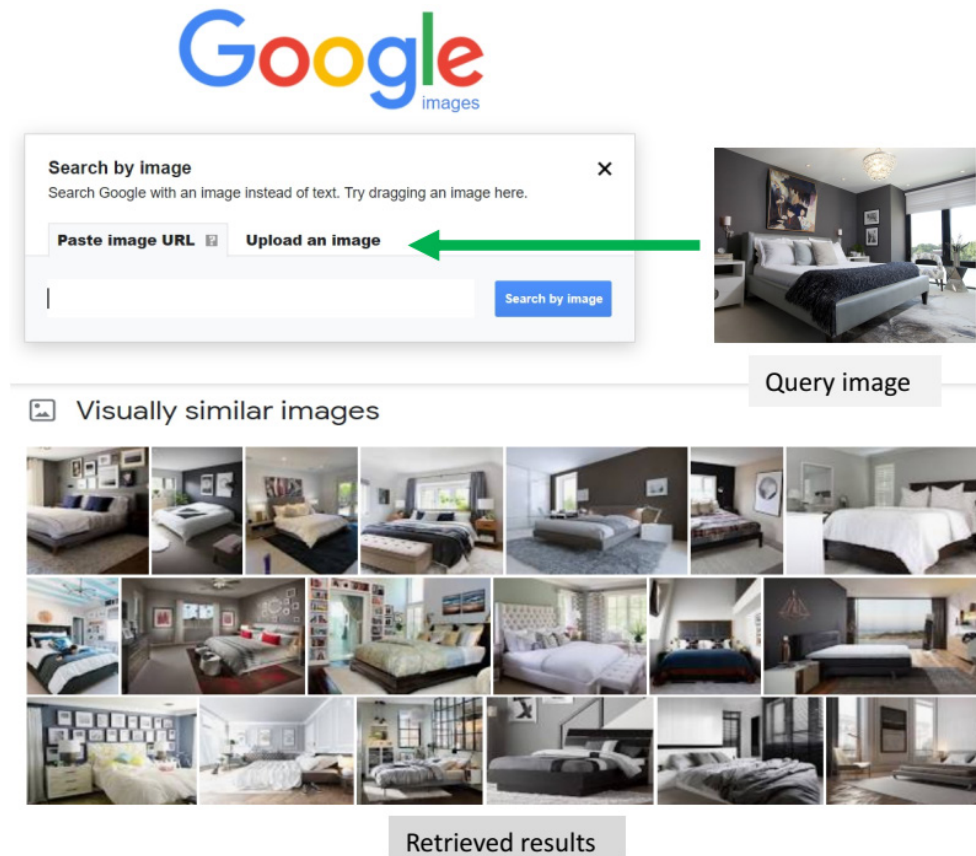 Google
images
Search by image
Search Google with an image instead of text. Try dragging an image here.
Paste image URL
Upload an image
Search by image
Query image
Visually similar images
Retrieved results